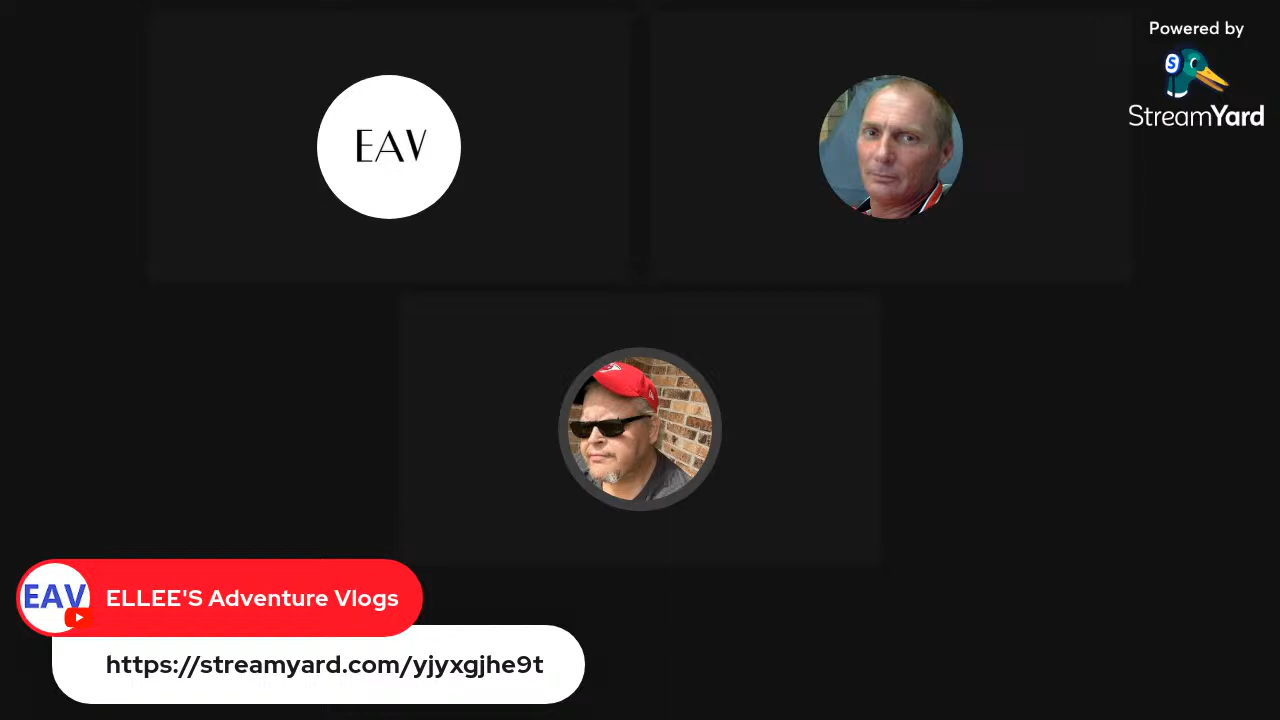 Powered by
S
StreamYard
EAV
EAV
ELLEE'S Adventure Vlogs
https://streamyard.com/yjyxgjhe9t